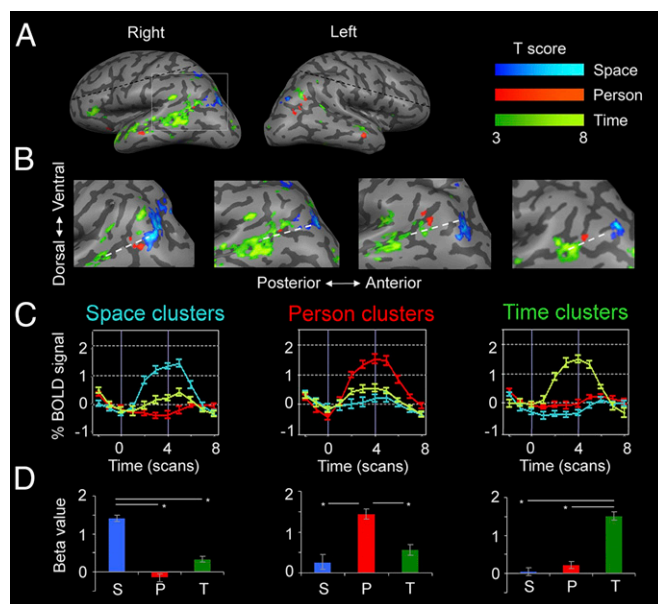 A
Right
Left
T score
Space
Person
Time
3
8
B
Dorsal ↔ Ventral
Posterior ↔ Anterior
C
Space clusters
Person clusters
Time clusters
% BOLD signal
2
1
0
-1
0
4
8
Time (scans)
2
1
0
-1
0
4
8
Time (scans)
2
1
0
-1
0
4
8
Time (scans)
D
Beta value
2
1
0
* *
S P T
2
1
0
* *
S P T
2
1
0
* *
S P T